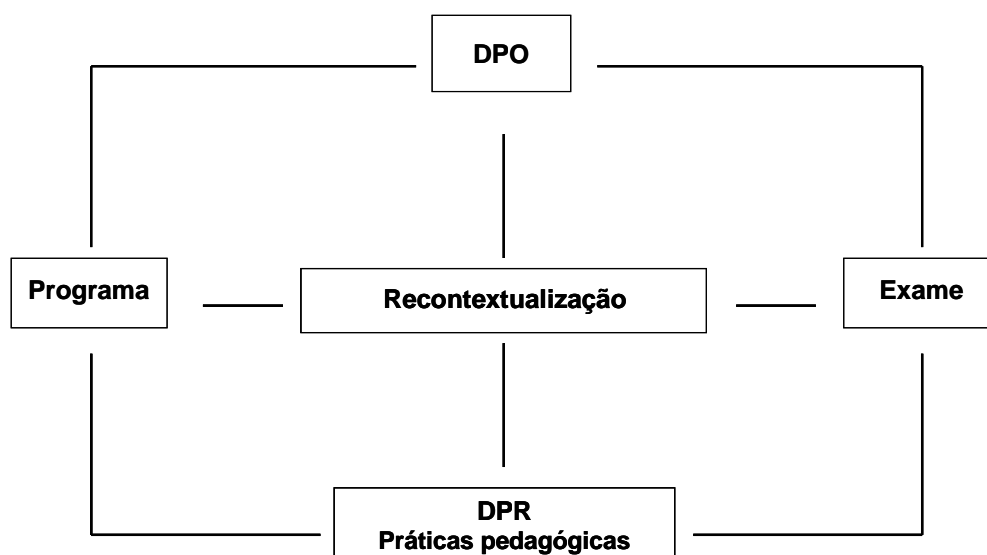 DPO
Programa
Recontextualização
Exame
DPR
Práticas pedagógicas